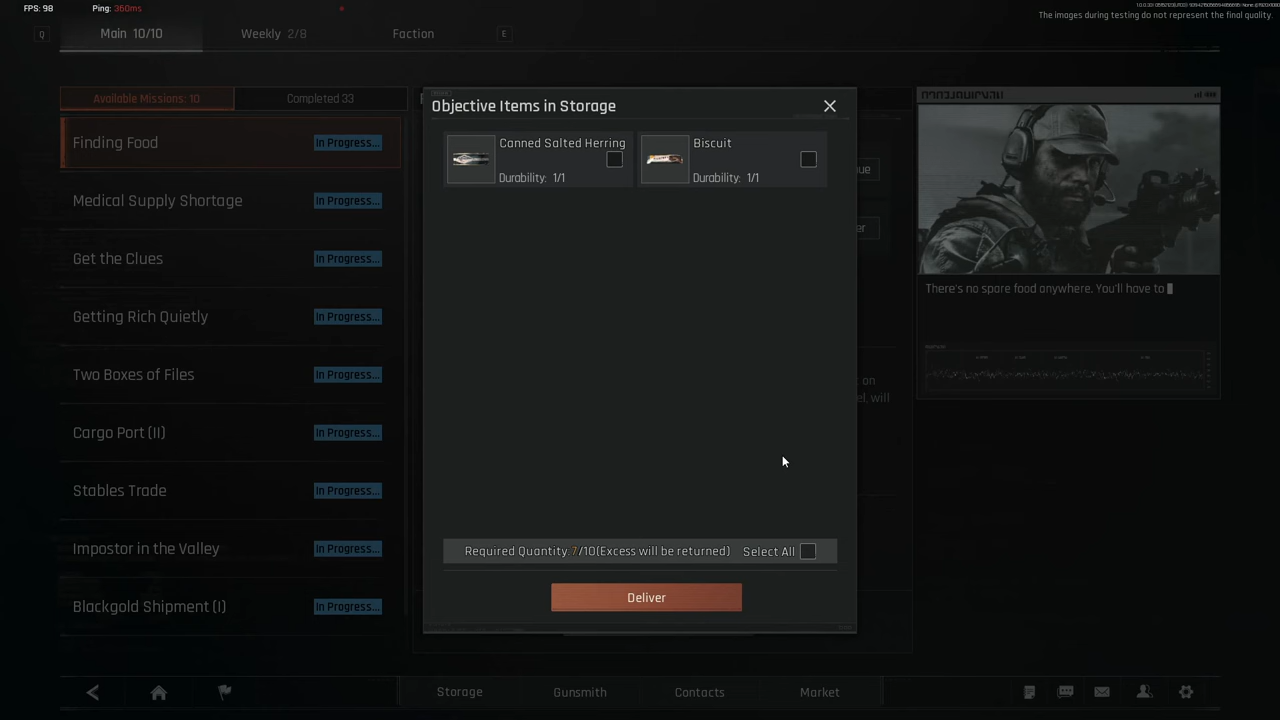 FPS: 98
Ping: 360ms
The images during testing do not represent the final quality.
Q
Main 10/10
Weekly 2/8
Faction
E
Available Missions: 10
Completed 33
Objective Items in Storage
Finding Food
In Progress...
Canned Salted Herring
Durability: 1/1
Biscuit
Durability: 1/1
Medical Supply Shortage
In Progress...
Get the Clues
In Progress...
There's no spare food anywhere. You'll have to
Getting Rich Quietly
In Progress...
Two Boxes of Files
In Progress...
on
el, will
Cargo Port (II)
In Progress...
Stables Trade
In Progress...
Impostor in the Valley
In Progress...
Required Quantity 7/10(Excess will be returned)
Select All
Blackgold Shipment (I)
In Progress...
Deliver
Storage
Gunsmith
Contacts
Market